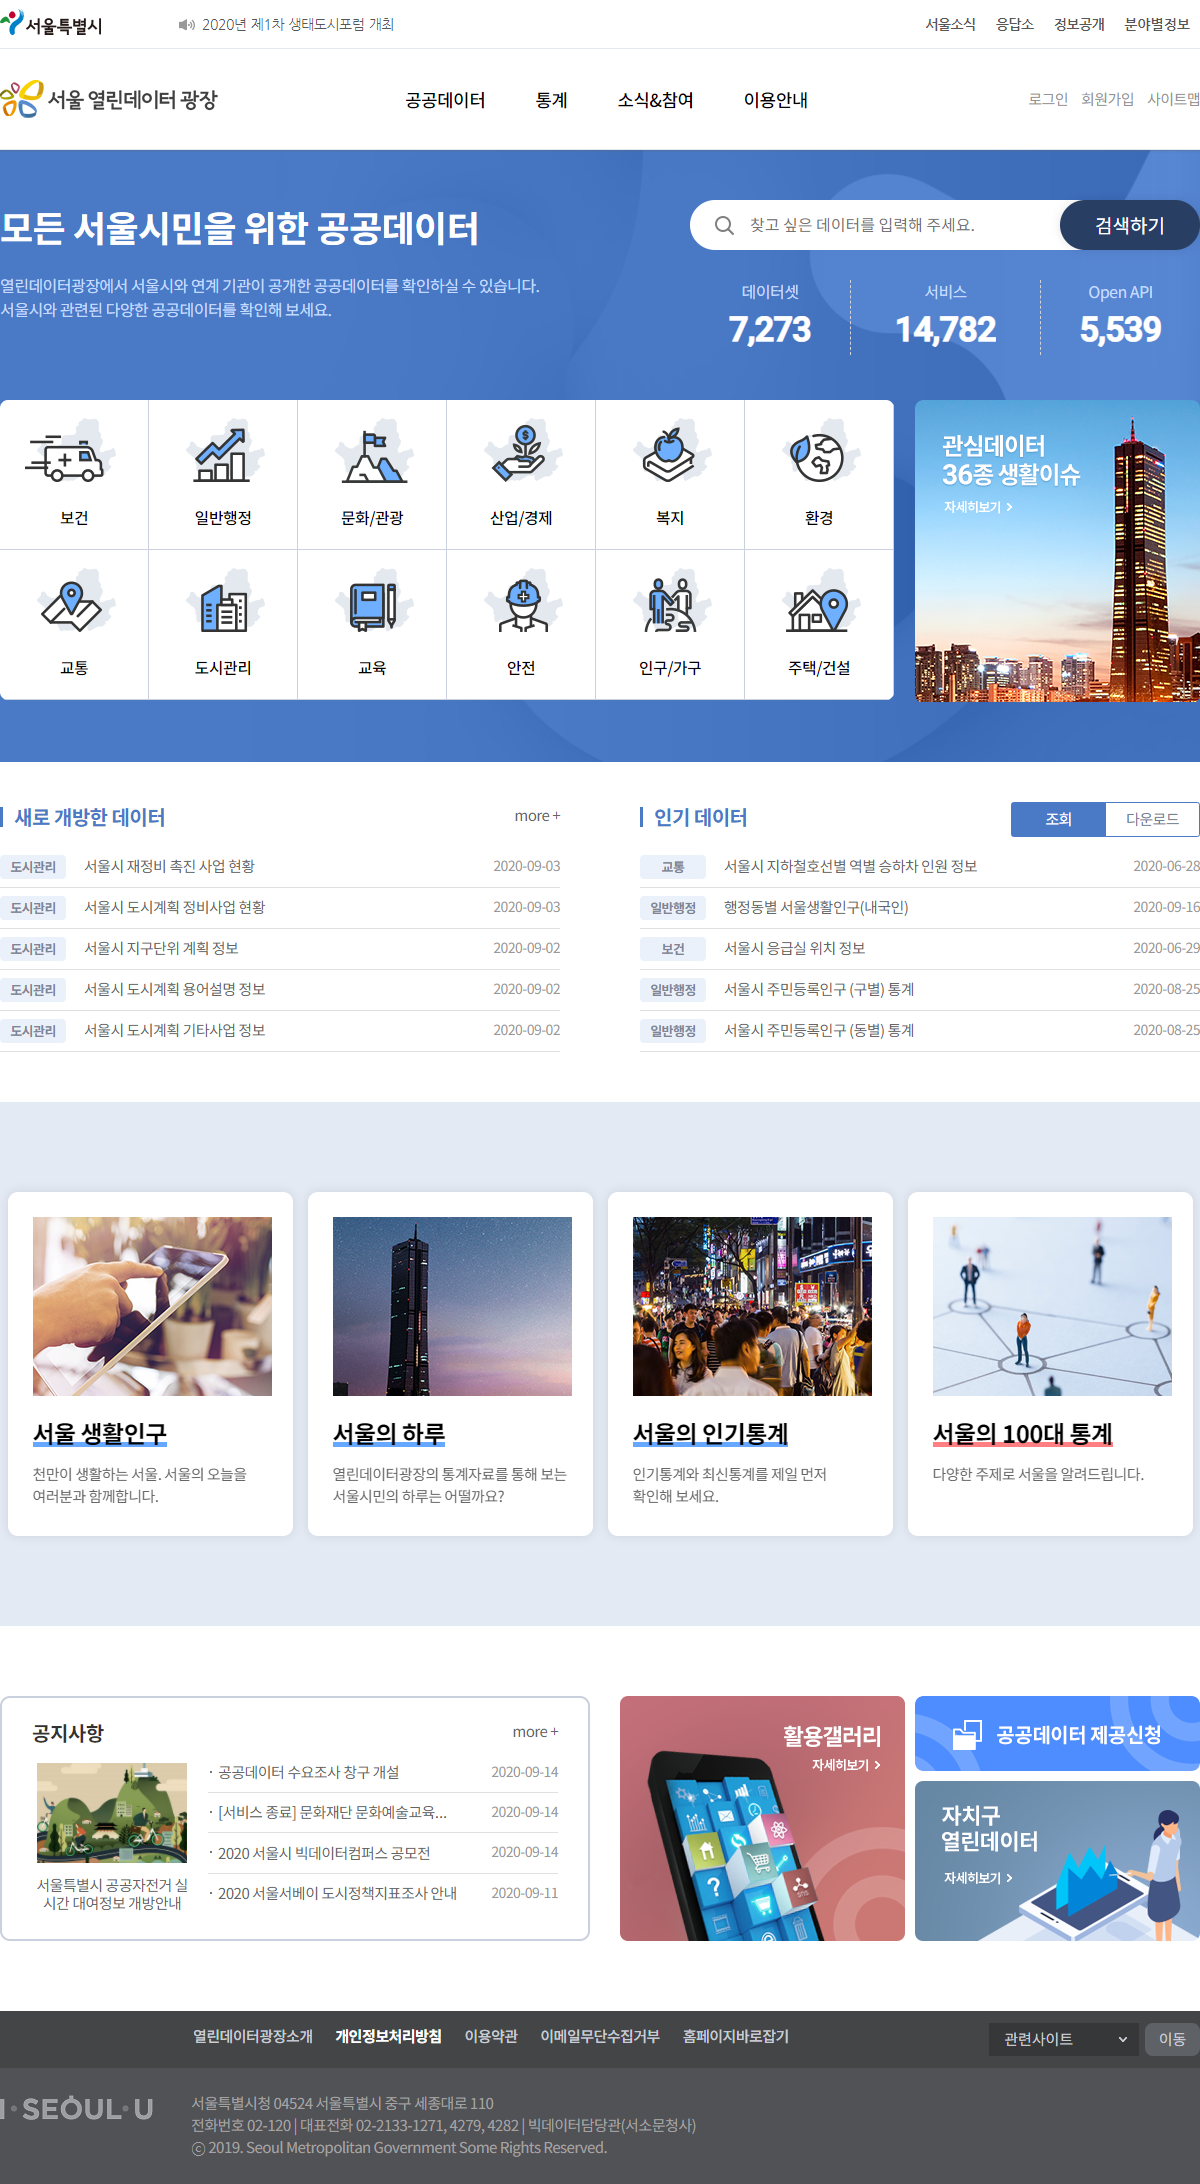 서울특별시
2020년 제1차 생태도시포럼 개최
서울소식 응답소 정보공개 분야별정보
서울 열린데이터 광장
공공데이터 통계 소식&참여 이용안내
로그인 회원가입 사이트맵
모든 서울시민을 위한 공공데이터
열린데이터광장에서 서울시와 연계 기관이 공개한 공공데이터를 확인하실 수 있습니다.
서울시와 관련된 다양한 공공데이터를 확인해 보세요.
찾고 싶은 데이터를 입력해 주세요.
검색하기
데이터셋 서비스 Open API
7,273 14,782 5,539
보건 일반행정 문화/관광 산업/경제 복지 환경
교통 도시관리 교육 안전 인구/가구 주택/건설
관심데이터
36종 생활이슈
자세히보기
새로 개방한 데이터
more +
도시관리 서울시 재정비 촉진 사업 현황 2020-09-03
도시관리 서울시 도시계획 정비사업 현황 2020-09-03
도시관리 서울시 지구단위 계획 정보 2020-09-02
도시관리 서울시 도시계획 용어설명 정보 2020-09-02
도시관리 서울시 도시계획 기타사업 정보 2020-09-02
인기 데이터
조회 다운로드
교통 서울시 지하철호선별 역별 승하차 인원 정보 2020-06-28
일반행정 행정동별 서울생활인구(내국인) 2020-09-16
보건 서울시 응급실 위치 정보 2020-06-29
일반행정 서울시 주민등록인구 (구별) 통계 2020-08-25
일반행정 서울시 주민등록인구 (동별) 통계 2020-08-25
서울 생활인구
천만이 생활하는 서울. 서울의 오늘을
여러분과 함께합니다.
서울의 하루
열린데이터광장의 통계자료를 통해 보는
서울시민의 하루는 어떨까요?
서울의 인기통계
인기통계와 최신통계를 제일 먼저
확인해 보세요.
서울의 100대 통계
다양한 주제로 서울을 알려드립니다.
공지사항
more +
서울특별시 공공자전거 실
시간 대여정보 개방안내
· 공공데이터 수요조사 창구 개설 2020-09-14
· [서비스 종료] 문화재단 문화예술교육... 2020-09-14
· 2020 서울시 빅데이터캠퍼스 공모전 2020-09-14
· 2020 서울서베이 도시정책지표조사 안내 2020-09-11
활용갤러리
자세히보기
공공데이터 제공신청
자치구
열린데이터
자세히보기
열린데이터광장소개 개인정보처리방침 이용약관 이메일무단수집거부 홈페이지바로잡기
관련사이트
이동
I·SEOUL·U
서울특별시청 04524 서울특별시 중구 세종대로 110
전화번호 02-120 | 대표전화 02-2133-1271, 4279, 4282 | 빅데이터담당관(서소문청사)
ⓒ 2019. Seoul Metropolitan Government Some Rights Reserved.